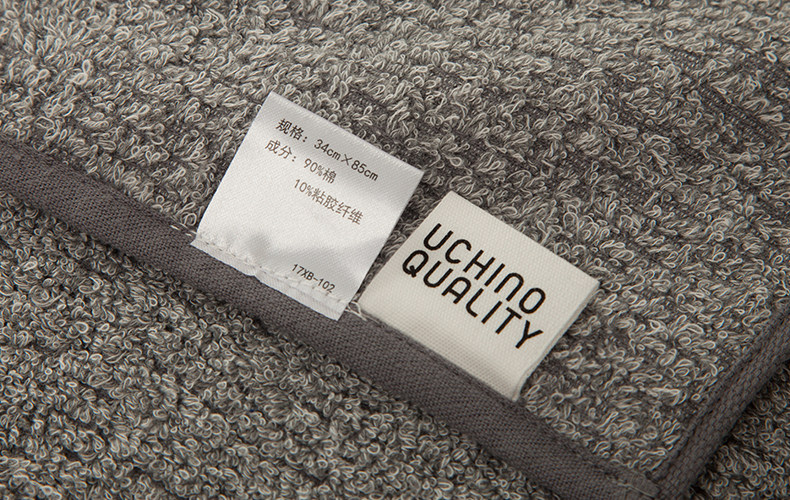 规格：34cm×85cm
成分：90%棉
10%粘胶纤维
17XB-102
UCHINO
QUALITY